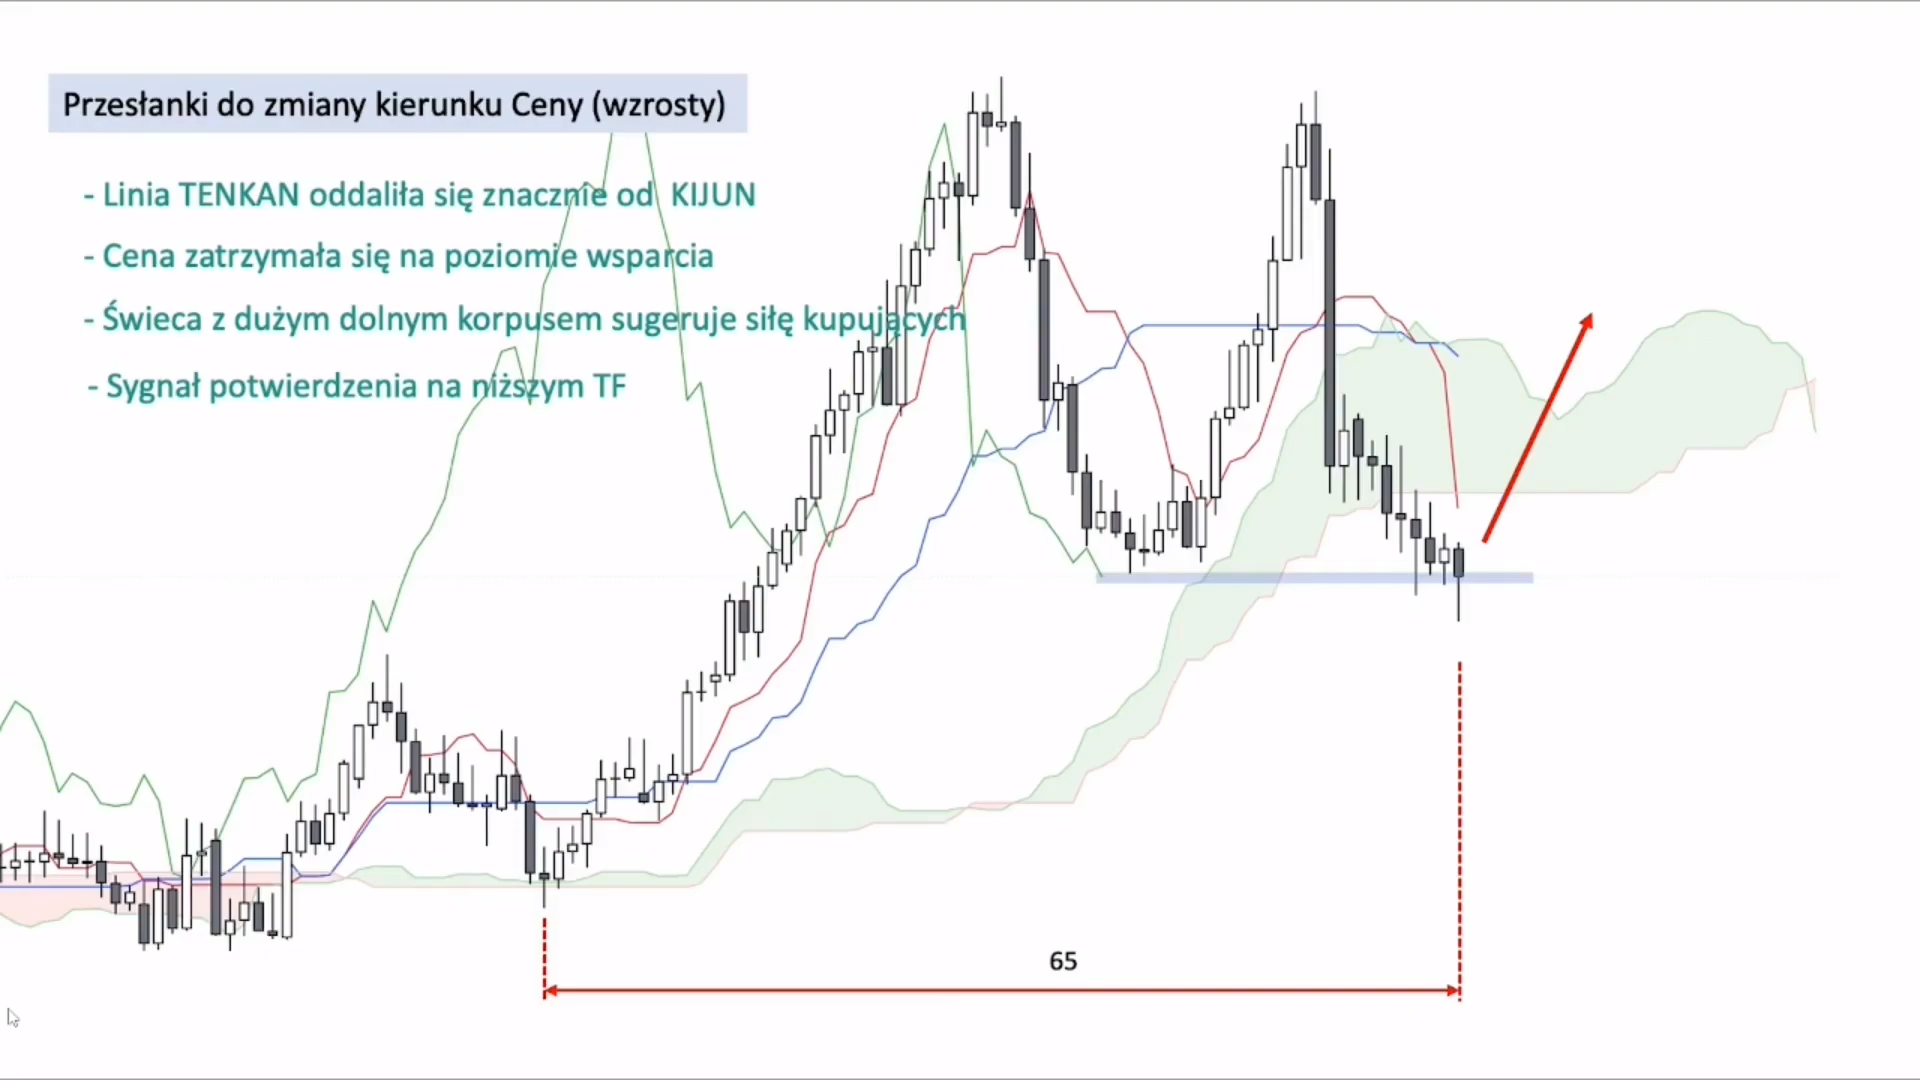 Przesłanki do zmiany kierunku Ceny (wzrosty)
- Linia TENKAN oddaliła się znacznie od KIJUN
- Cena zatrzymała się na poziomie wsparcia
- Świeca z dużym dolnym korpusem sugeruje siłę kupujących
- Sygnał potwierdzenia na niższym TF
65